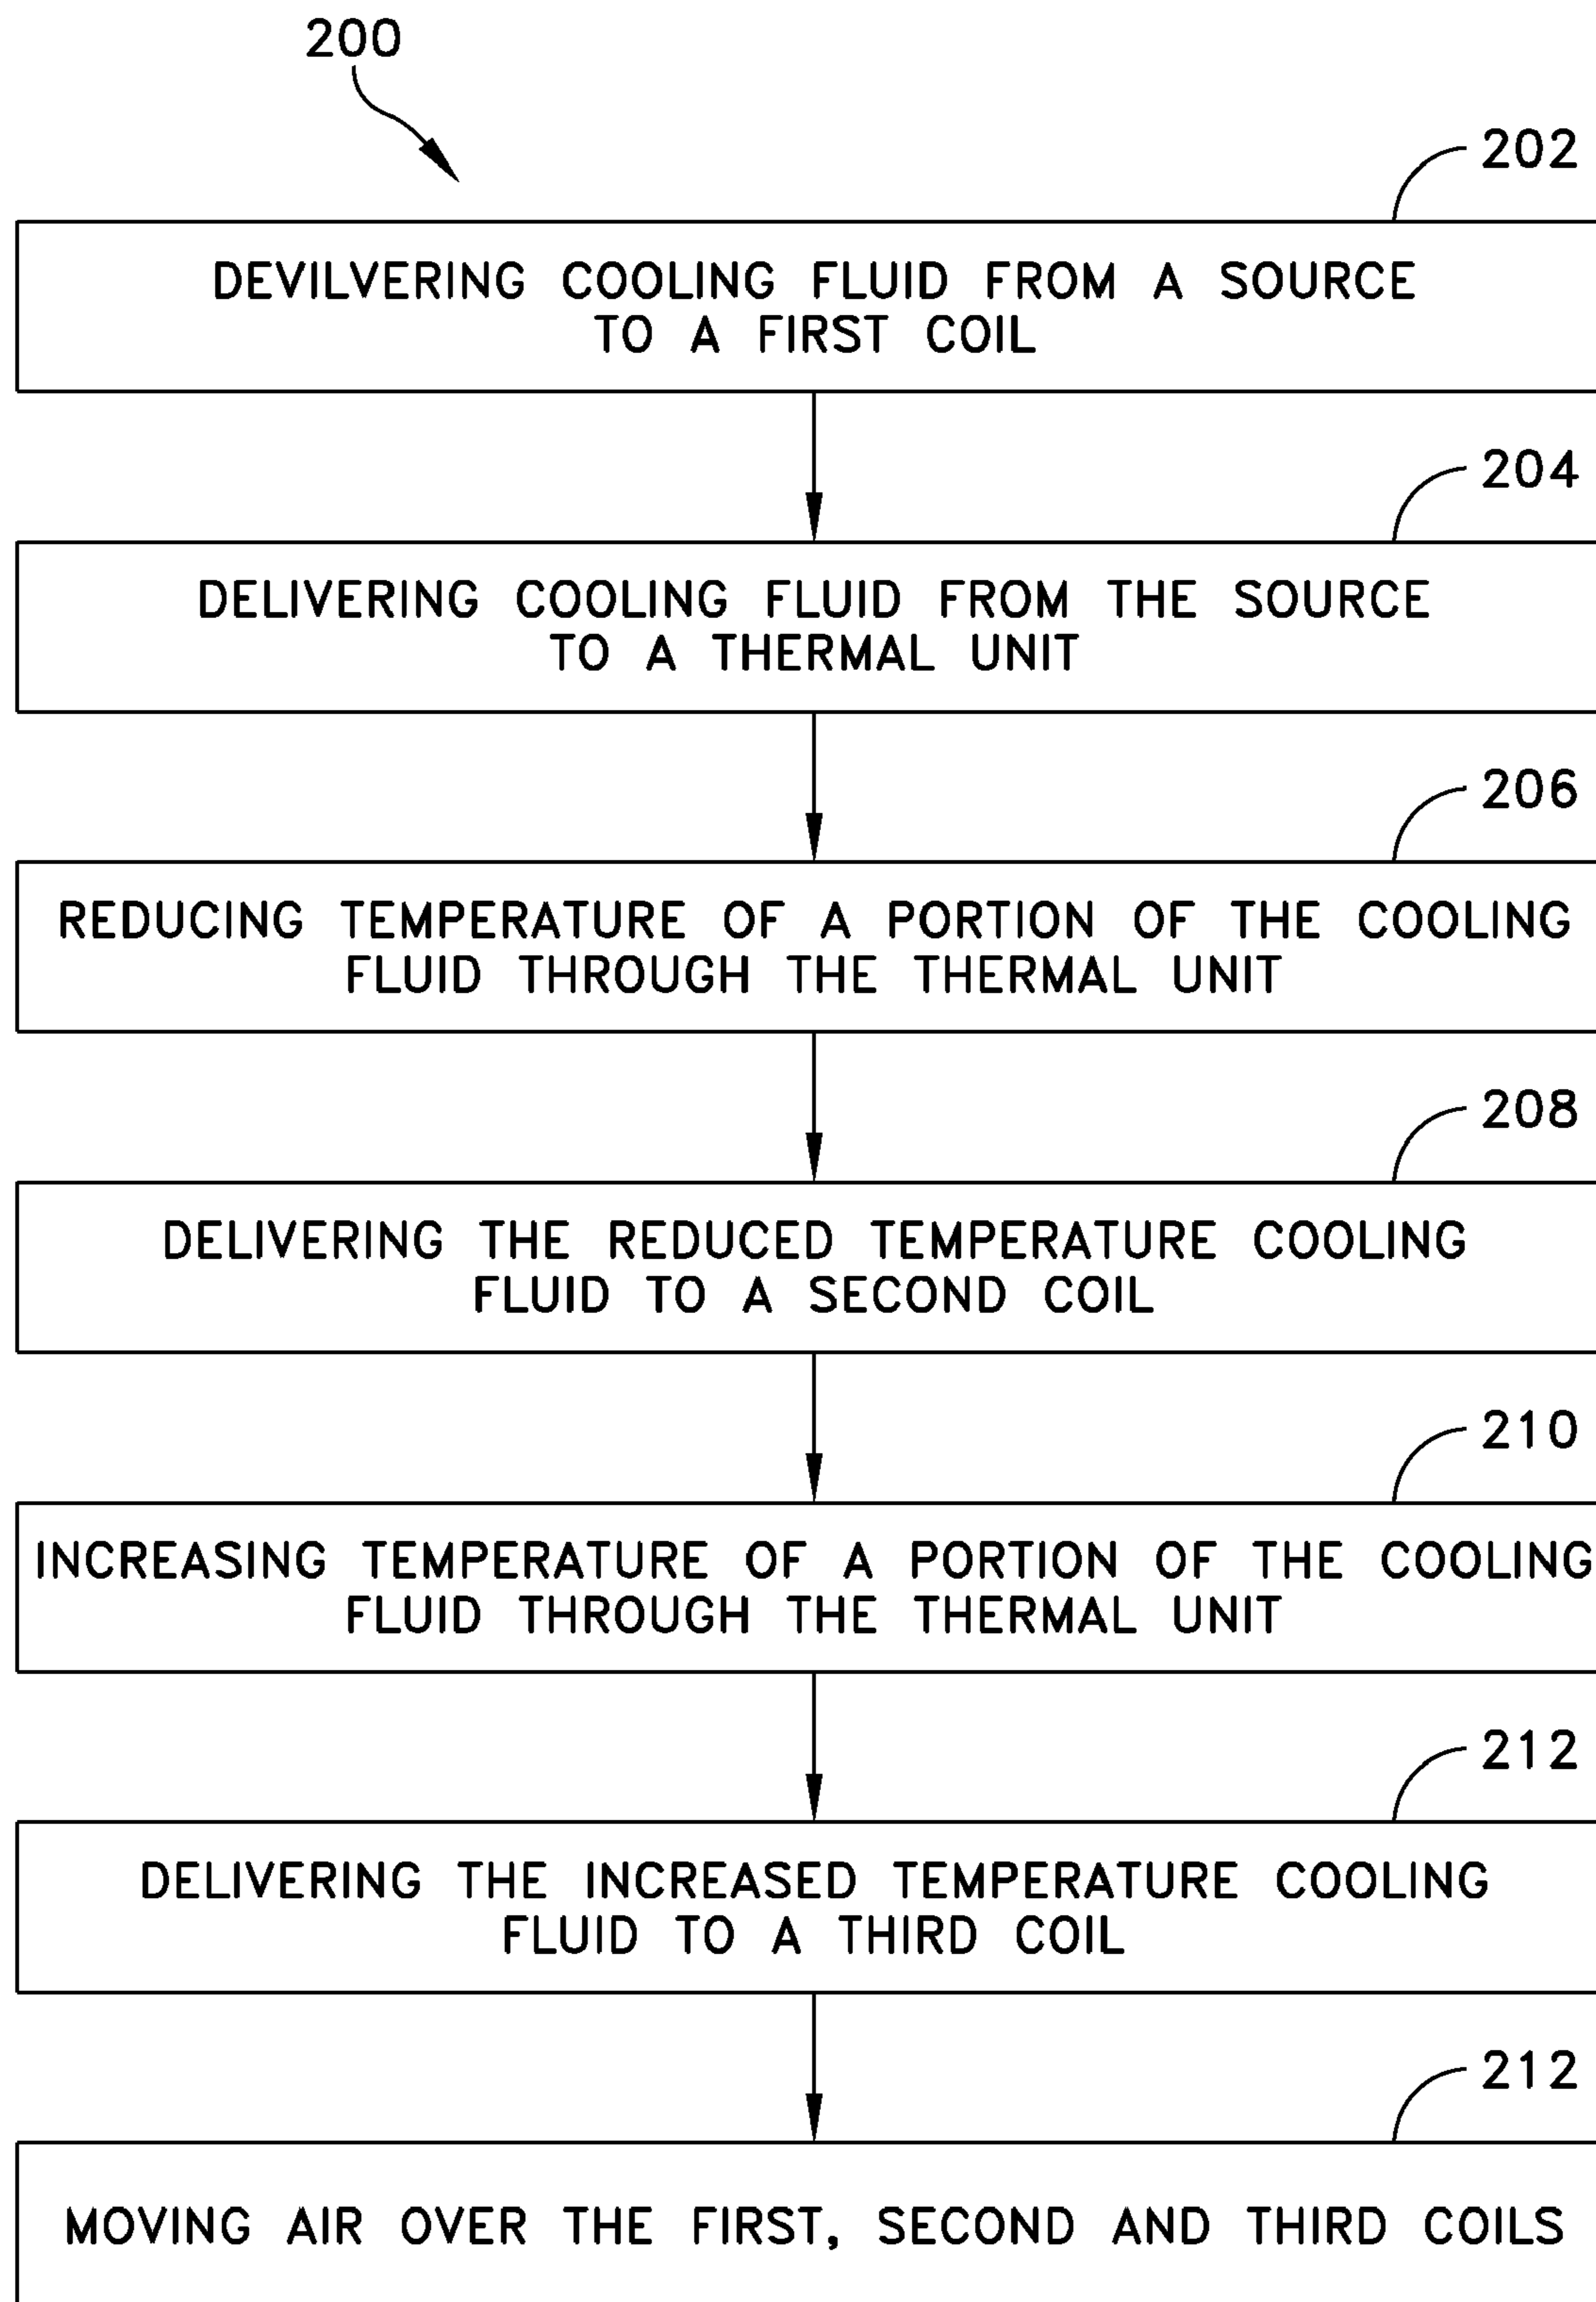 200
202
DEVILVERING COOLING FLUID FROM A SOURCE
TO A FIRST COIL
204
DELIVERING COOLING FLUID FROM THE SOURCE
TO A THERMAL UNIT
206
REDUCING TEMPERATURE OF A PORTION OF THE COOLING
FLUID THROUGH THE THERMAL UNIT
208
DELIVERING THE REDUCED TEMPERATURE COOLING
FLUID TO A SECOND COIL
210
INCREASING TEMPERATURE OF A PORTION OF THE COOLING
FLUID THROUGH THE THERMAL UNIT
212
DELIVERING THE INCREASED TEMPERATURE COOLING
FLUID TO A THIRD COIL
212
MOVING AIR OVER THE FIRST, SECOND AND THIRD COILS